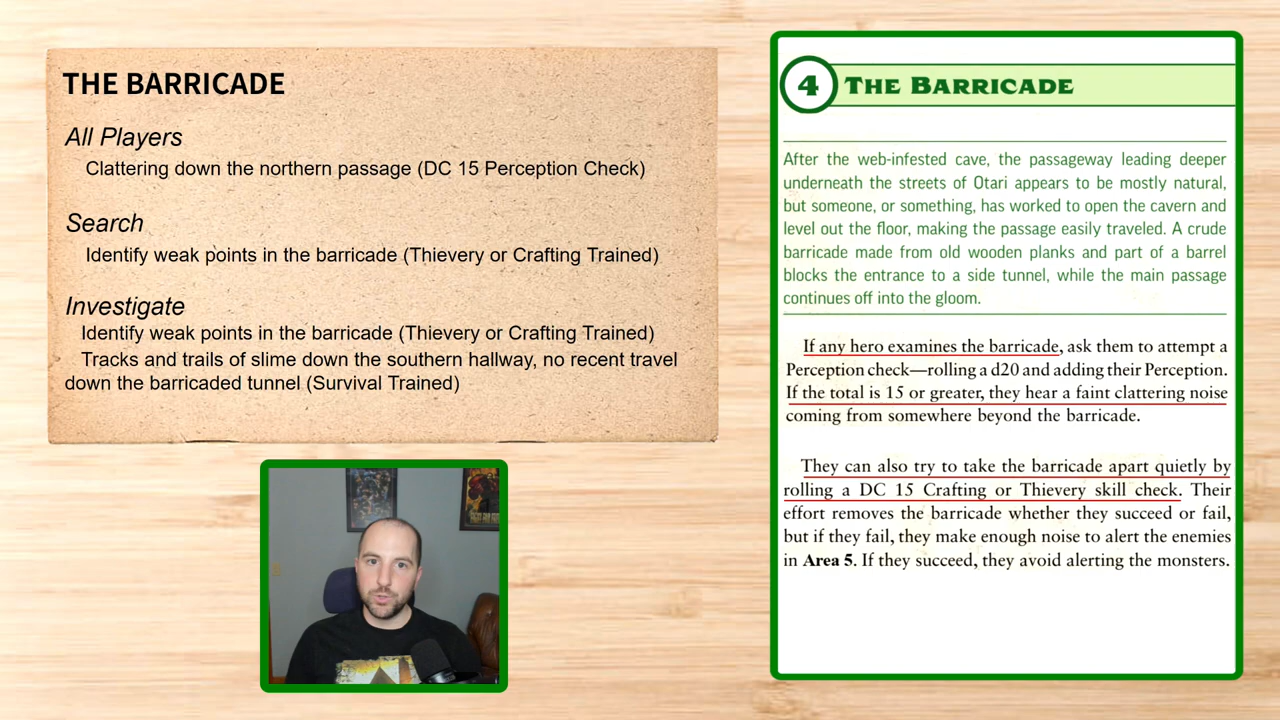 THE BARRICADE
All Players
Clattering down the northern passage (DC 15 Perception Check)
Search
Identify weak points in the barricade (Thievery or Crafting Trained)
Investigate
Identify weak points in the barricade (Thievery or Crafting Trained)
Tracks and trails of slime down the southern hallway, no recent travel
down the barricaded tunnel (Survival Trained)
4 THE BARRICADE
After the web-infested cave, the passageway leading deeper
underneath the streets of Otari appears to be mostly natural,
but someone, or something, has worked to open the cavern and
level out the floor, making the passage easily traveled. A crude
barricade made from old wooden planks and part of a barrel
blocks the entrance to a side tunnel, while the main passage
continues off into the gloom.
If any hero examines the barricade, ask them to attempt a
Perception check—rolling a d20 and adding their Perception.
If the total is 15 or greater, they hear a faint clattering noise
coming from somewhere beyond the barricade.
They can also try to take the barricade apart quietly by
rolling a DC 15 Crafting or Thievery skill check. Their
effort removes the barricade whether they succeed or fail,
but if they fail, they make enough noise to alert the enemies
in Area 5. If they succeed, they avoid alerting the monsters.